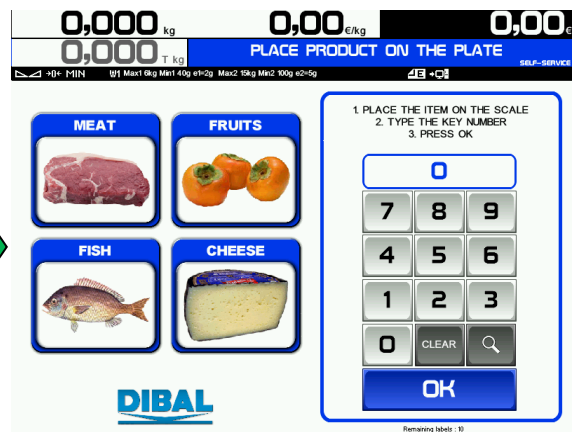 0,000 kg
0,00 €/kg
0,00 €
0,000 T kg
PLACE PRODUCT ON THE PLATE
SELF-SERVICE
→0← MIN W1 Max1 6kg Min1 40g e1=2g Max2 15kg Min2 100g e2=5g
MEAT
FRUITS
FISH
CHEESE
DIBAL
1. PLACE THE ITEM ON THE SCALE
2. TYPE THE KEY NUMBER
3. PRESS OK
0
7 8 9
4 5 6
1 2 3
0 CLEAR
OK
Remaining labels : 10